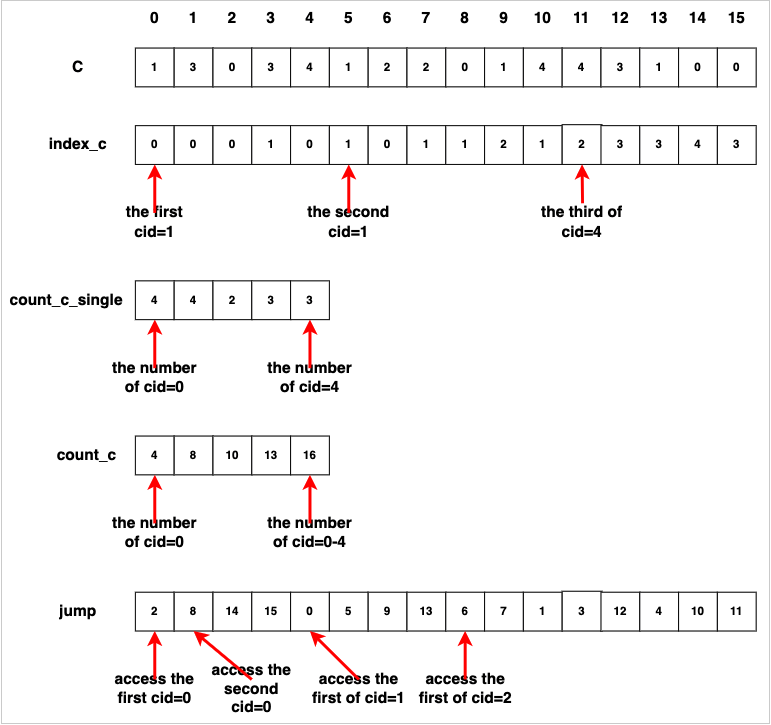 0 1 2 3 4 5 6 7 8 9 10 11 12 13 14 15
C 1 3 0 3 4 1 2 2 0 1 4 4 3 1 0 0
index_c 0 0 0 1 0 1 0 1 1 2 1 2 3 3 4 3
the first the second the third of
cid=1 cid=1 cid=4
count_c_single 4 4 2 3 3
the number the number
of cid=0 of cid=4
count_c 4 8 10 13 16
the number the number
of cid=0 of cid=0-4
jump 2 8 14 15 0 5 9 13 6 7 1 3 12 4 10 11
access the
first cid=0
access the
second
cid=0
access the
first of cid=1
access the
first of cid=2